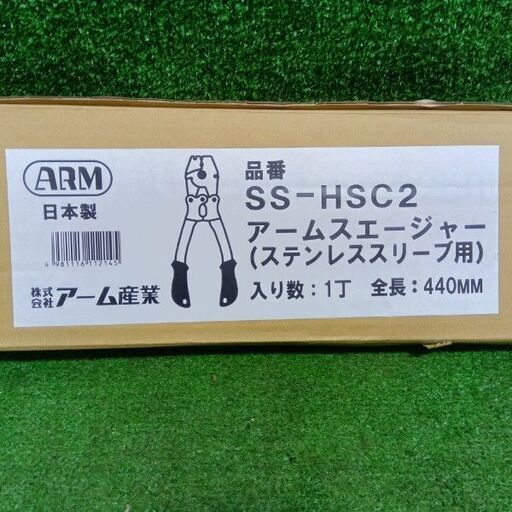 ARM
日本製
4981116112145
株式会社アーム産業
品番
SS-HSC2
アームスエージャー
(ステンレススリーブ用)
入り数：1丁 全長：440MM